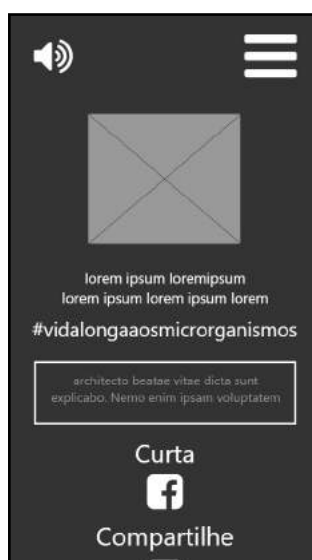 lorem ipsum loremipsum
lorem ipsum lorem ipsum lorem
#vidalongaaosmicrorganismos
architecto beatae vitae dicta sunt
explicabo. Nemo enim ipsam voluptatem
Curta
Compartilhe